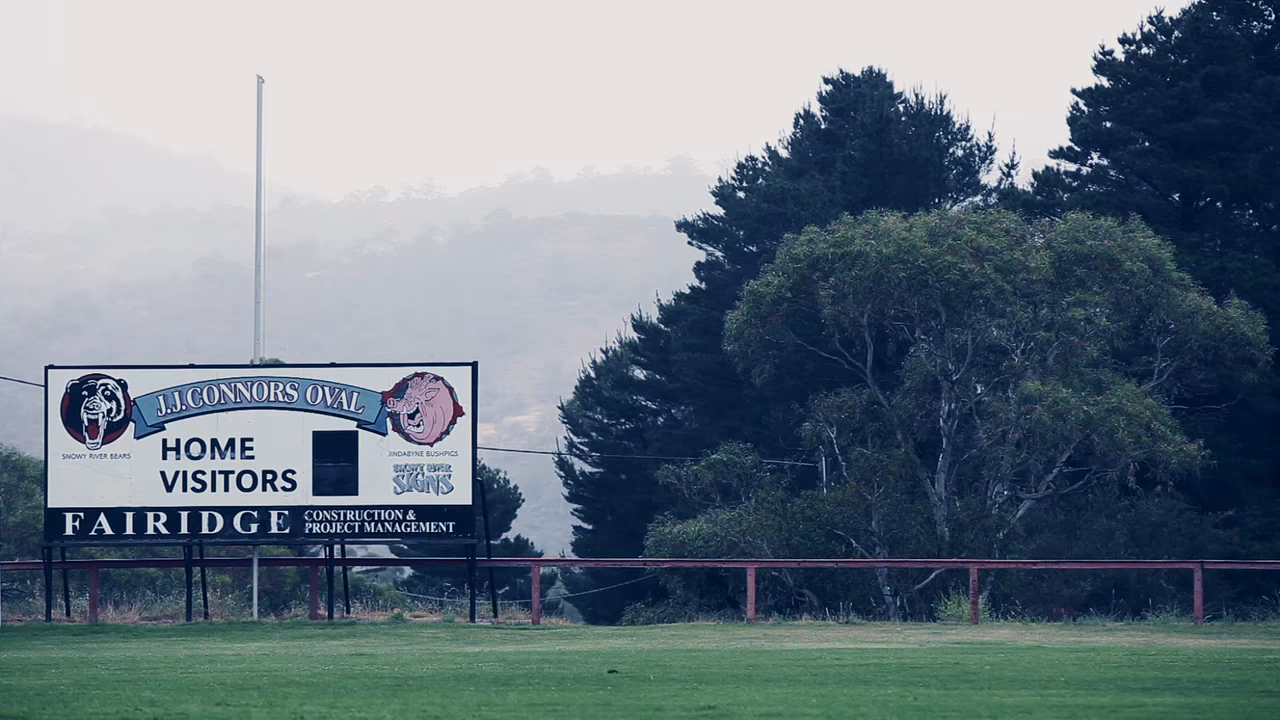 J.J.CONNORS OVAL
SNOWY RIVER BEARS
HOME
VISITORS
JINDABYNE BUSHPIGS
SNOWY RIVER
SIGNS
FAIRIDGE
CONSTRUCTION &
PROJECT MANAGEMENT